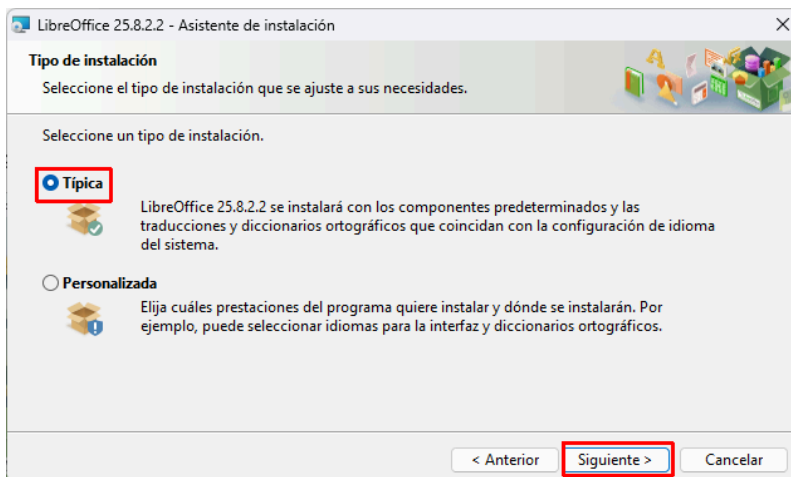 LibreOffice 25.8.2.2 - Asistente de instalación
Tipo de instalación
Seleccione el tipo de instalación que se ajuste a sus necesidades.
Seleccione un tipo de instalación.
Típica
LibreOffice 25.8.2.2 se instalará con los componentes predeterminados y las
traducciones y diccionarios ortográficos que coincidan con la configuración de idioma
del sistema.
Personalizada
Elija cuáles prestaciones del programa quiere instalar y dónde se instalarán. Por
ejemplo, puede seleccionar idiomas para la interfaz y diccionarios ortográficos.
< Anterior Siguiente > Cancelar